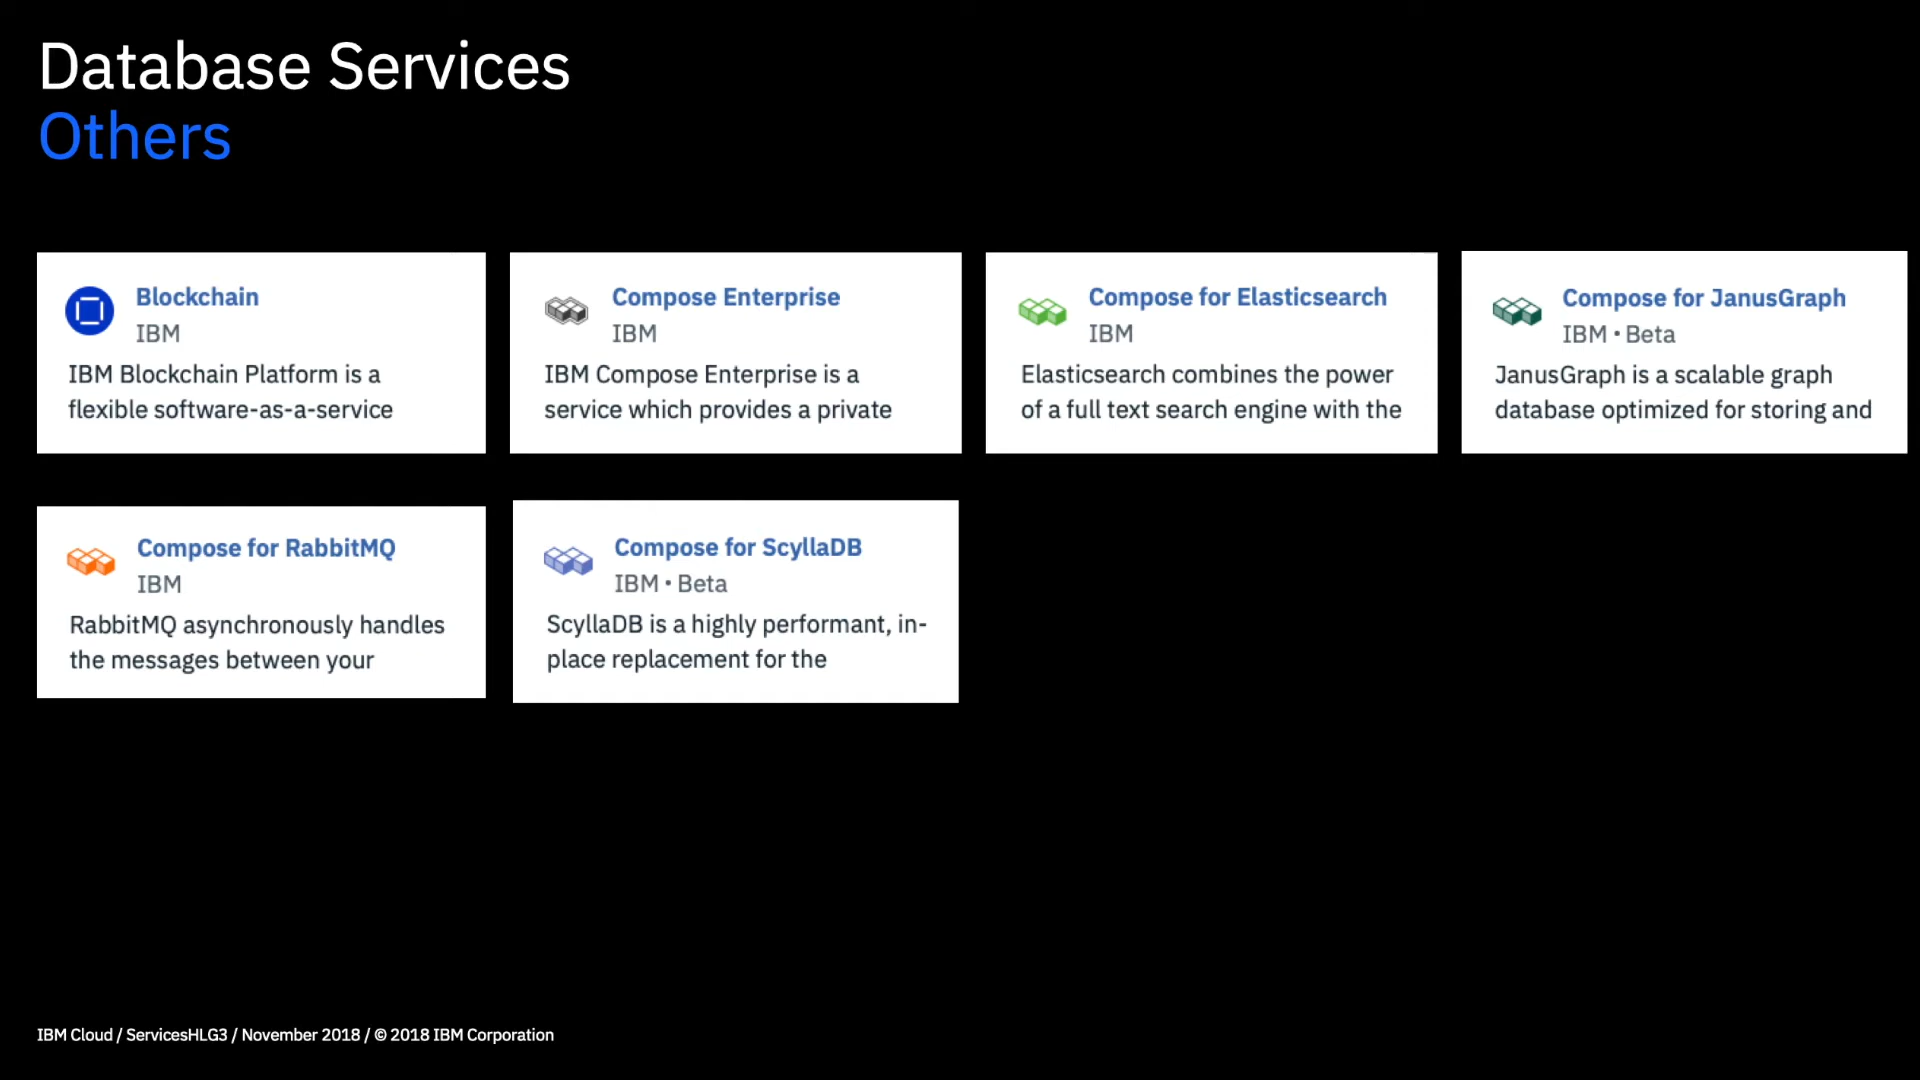 Database Services
Others
Blockchain
IBM
IBM Blockchain Platform is a
flexible software-as-a-service
Compose Enterprise
IBM
IBM Compose Enterprise is a
service which provides a private
Compose for Elasticsearch
IBM
Elasticsearch combines the power
of a full text search engine with the
Compose for JanusGraph
IBM • Beta
JanusGraph is a scalable graph
database optimized for storing and
Compose for RabbitMQ
IBM
RabbitMQ asynchronously handles
the messages between your
Compose for ScyllaDB
IBM • Beta
ScyllaDB is a highly performant, in-
place replacement for the
IBM Cloud / ServicesHLG3 / November 2018 / © 2018 IBM Corporation